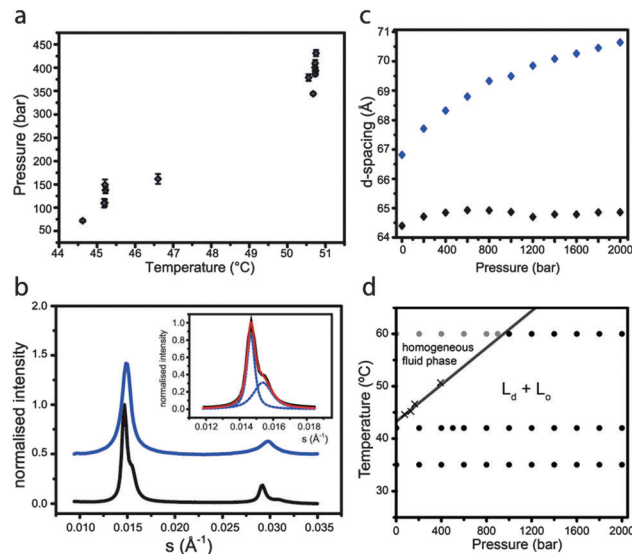 a
Pressure (bar)
450
400
350
300
250
200
150
100
50
44 45 46 47 48 49 50 51
Temperature (°C)
b
normalised intensity
2.0
1.5
1.0
0.5
0.0
0.010 0.015 0.020 0.025 0.030 0.035
s (Å⁻¹)
normalised intensity
1.0
0.8
0.6
0.4
0.2
0.0
0.012 0.014 0.016 0.018
s (Å⁻¹)
c
d-spacing (Å)
71
70
69
68
67
66
65
64
0 400 800 1200 1600 2000
Pressure (bar)
d
Temperature (ºC)
60
50
40
30
homogeneous
fluid phase
L_d + L_o
0 400 800 1200 1600 2000
Pressure (bar)